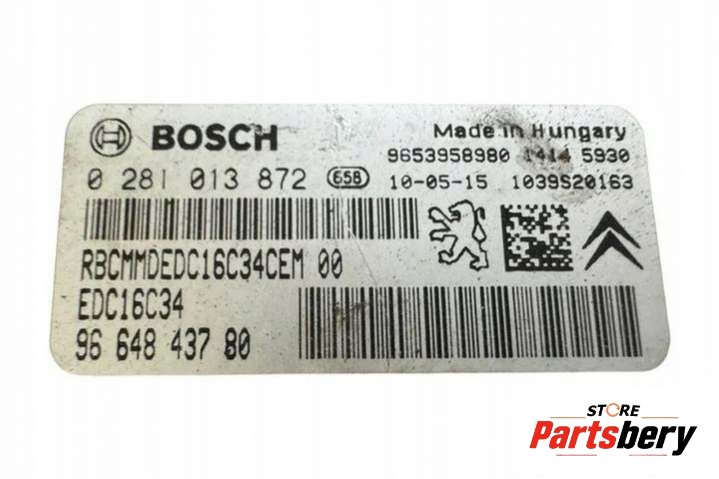 BOSCH
Made in Hungary
9653958980 1414 5930
0 281 013 872 658 10-05-15 1039S20163
RBCMMDEDC16C34CEM 00
EDC16C34
96 648 437 80
STORE
Partsbery